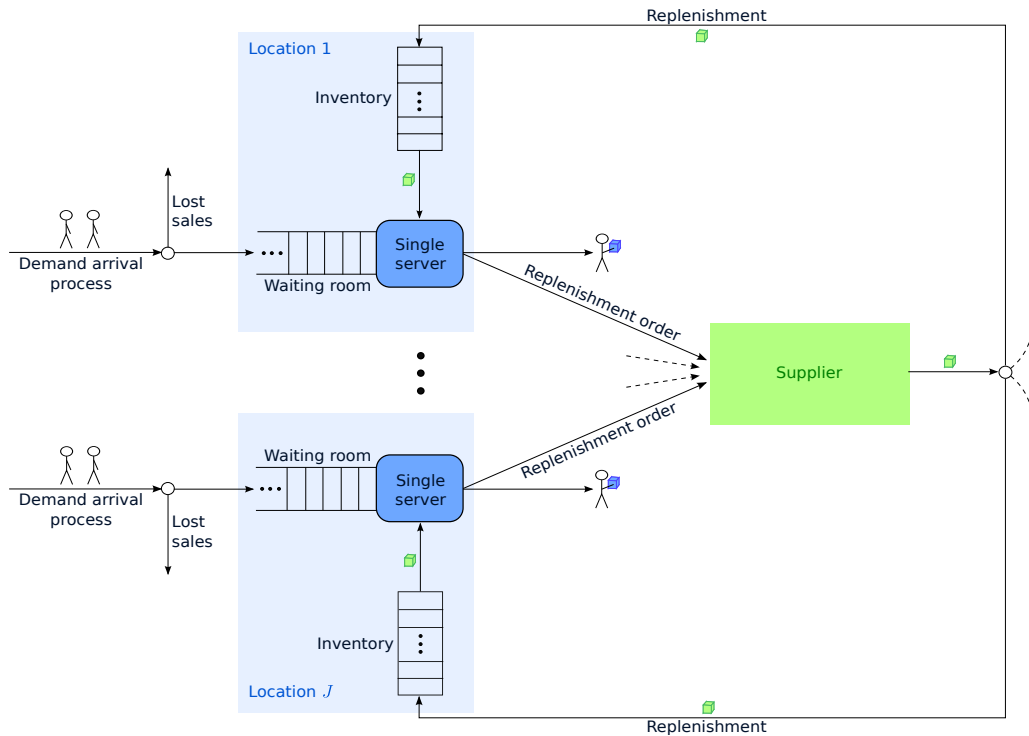 Replenishment
Location 1
Inventory
Lost
sales
Demand arrival
process
Single
server
Waiting room
Replenishment order
Supplier
Replenishment order
Waiting room
Single
server
Demand arrival
process
Lost
sales
Inventory
Location J
Replenishment